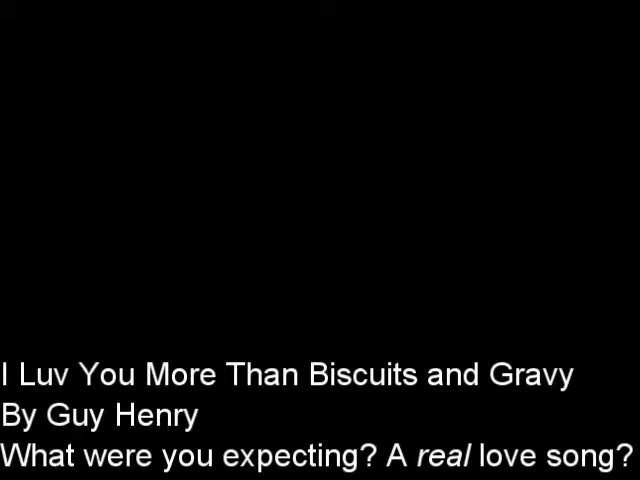 I Luv You More Than Biscuits and Gravy
By Guy Henry
What were you expecting? A real love song?